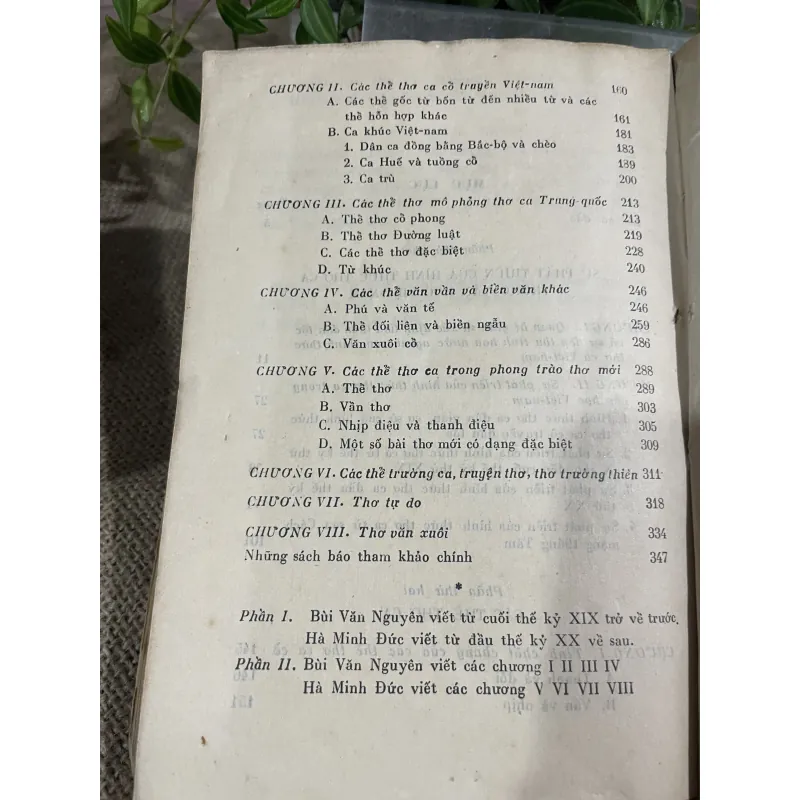 CHƯƠNG II. Các thể thơ ca cổ truyền Việt-nam 160
A. Các thể gốc từ bốn từ đến nhiều từ và các
thể hỗn hợp khác 161
B. Ca khúc Việt-nam 181
1. Dân ca đồng bằng Bắc-bộ và chèo 183
2. Ca Huế và tuồng cổ 189
3. Ca trù 200
CHƯƠNG III. Các thể thơ mô phỏng thơ ca Trung-quốc 213
A. Thể thơ cổ phong 213
B. Thể thơ Đường luật 219
C. Các thể thơ đặc biệt 228
D. Từ khúc 240
CHƯƠNG IV. Các thể văn vần và biền văn khác 246
A. Phú và văn tế 246
B. Thể đối liên và biền ngẫu 259
C. Văn xuôi cổ 286
CHƯƠNG V. Các thể thơ ca trong phong trào thơ mới 288
A. Thể thơ 289
B. Vần thơ 303
C. Nhịp điệu và thanh điệu 305
D. Một số bài thơ mới có dạng đặc biệt 309
CHƯƠNG VI. Các thể trường ca, truyện thơ, thơ trường thiên 311
CHƯƠNG VII. Thơ tự do 318
CHƯƠNG VIII. Thơ văn xuôi 334
Những sách báo tham khảo chính 347
*
Phần I. Bùi Văn Nguyên viết từ cuối thế kỷ XIX trở về trước.
Hà Minh Đức viết từ đầu thế kỷ XX về sau.
Phần II. Bùi Văn Nguyên viết các chương I II III IV
Hà Minh Đức viết các chương V VI VII VIII